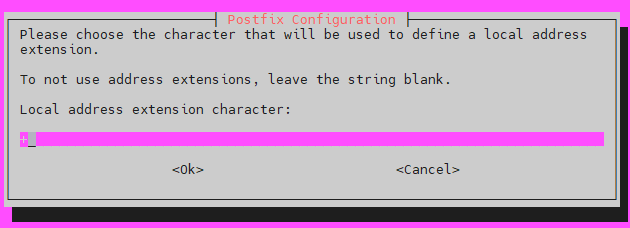 Postfix Configuration
Please choose the character that will be used to define a local address
extension.
To not use address extensions, leave the string blank.
Local address extension character:
+_
<Ok> <Cancel>